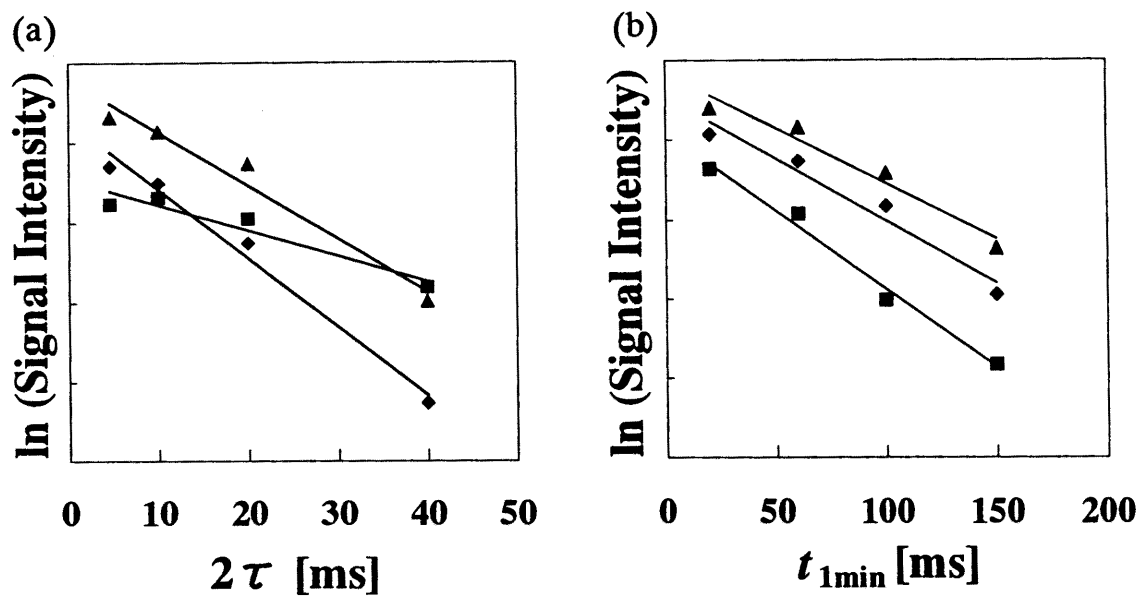 (a)
ln (Signal Intensity)
0 10 20 30 40 50
2τ [ms]
(b)
ln (Signal Intensity)
0 50 100 150 200
t 1min [ms]